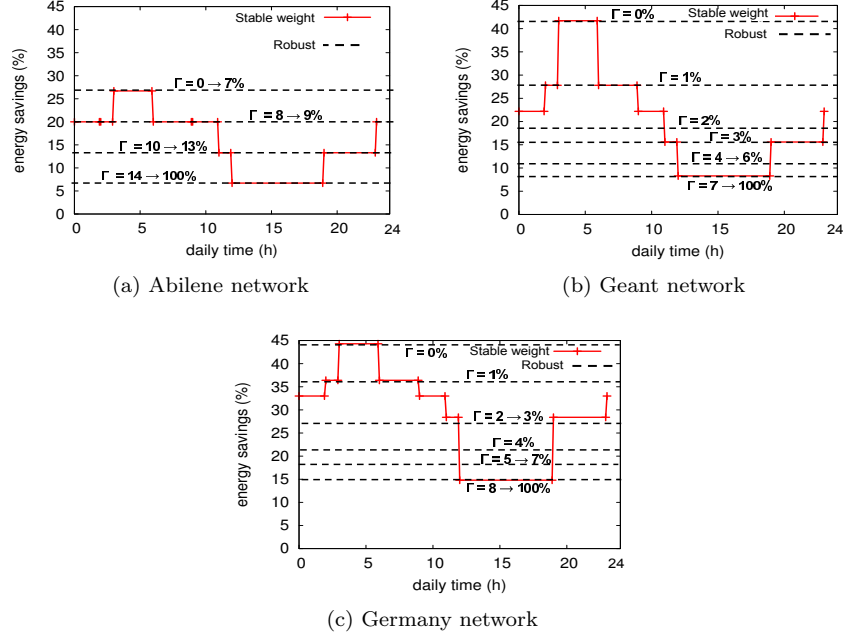 45
40
35
30
25
20
15
10
5
0
energy savings (%)
Stable weight
Robust
Γ = 0 → 7%
Γ = 8 → 9%
Γ = 10 → 13%
Γ = 14 → 100%
0 5 10 15 20 24
daily time (h)
(a) Abilene network
45
40
35
30
25
20
15
10
5
0
energy savings (%)
Γ = 0% Stable weight
Robust
Γ = 1%
Γ = 2%
Γ = 3%
Γ = 4 → 6%
Γ = 7 → 100%
0 5 10 15 20 24
daily time (h)
(b) Geant network
45
40
35
30
25
20
15
10
5
0
energy savings (%)
Γ = 0% Stable weight
Robust
Γ = 1%
Γ = 2 → 3%
Γ = 4%
Γ = 5 → 7%
Γ = 8 → 100%
0 5 10 15 20 24
daily time (h)
(c) Germany network